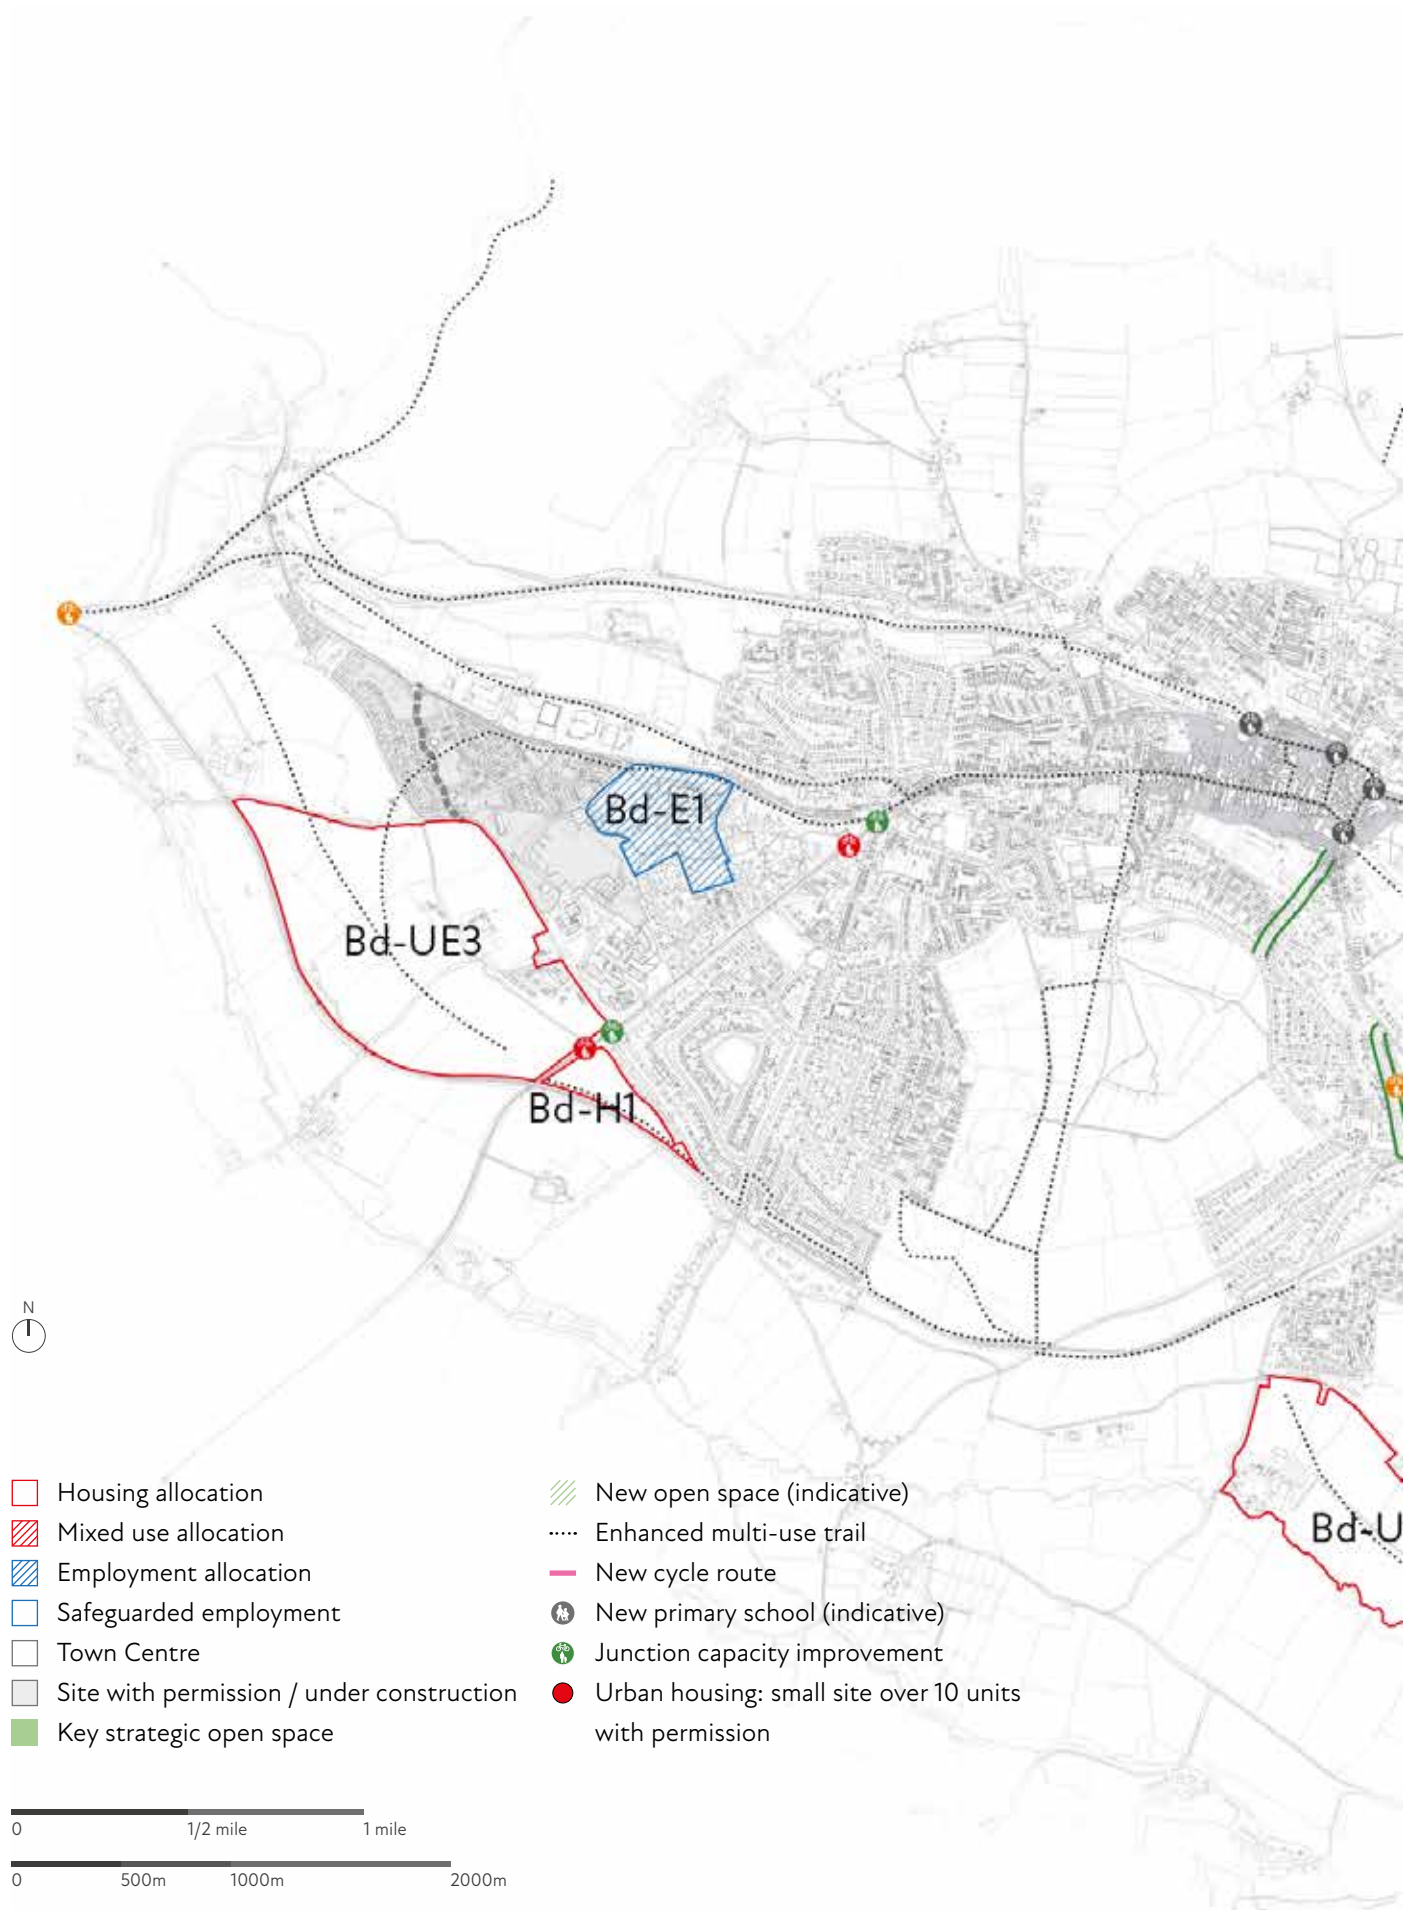 Bd-E1
Bd-UE3
Bd-H1
N
Bd-U
Housing allocation
Mixed use allocation
Employment allocation
Safeguarded employment
Town Centre
Site with permission / under construction
Key strategic open space
New open space (indicative)
Enhanced multi-use trail
New cycle route
New primary school (indicative)
Junction capacity improvement
Urban housing: small site over 10 units
with permission
0 1/2 mile 1 mile
0 500m 1000m 2000m